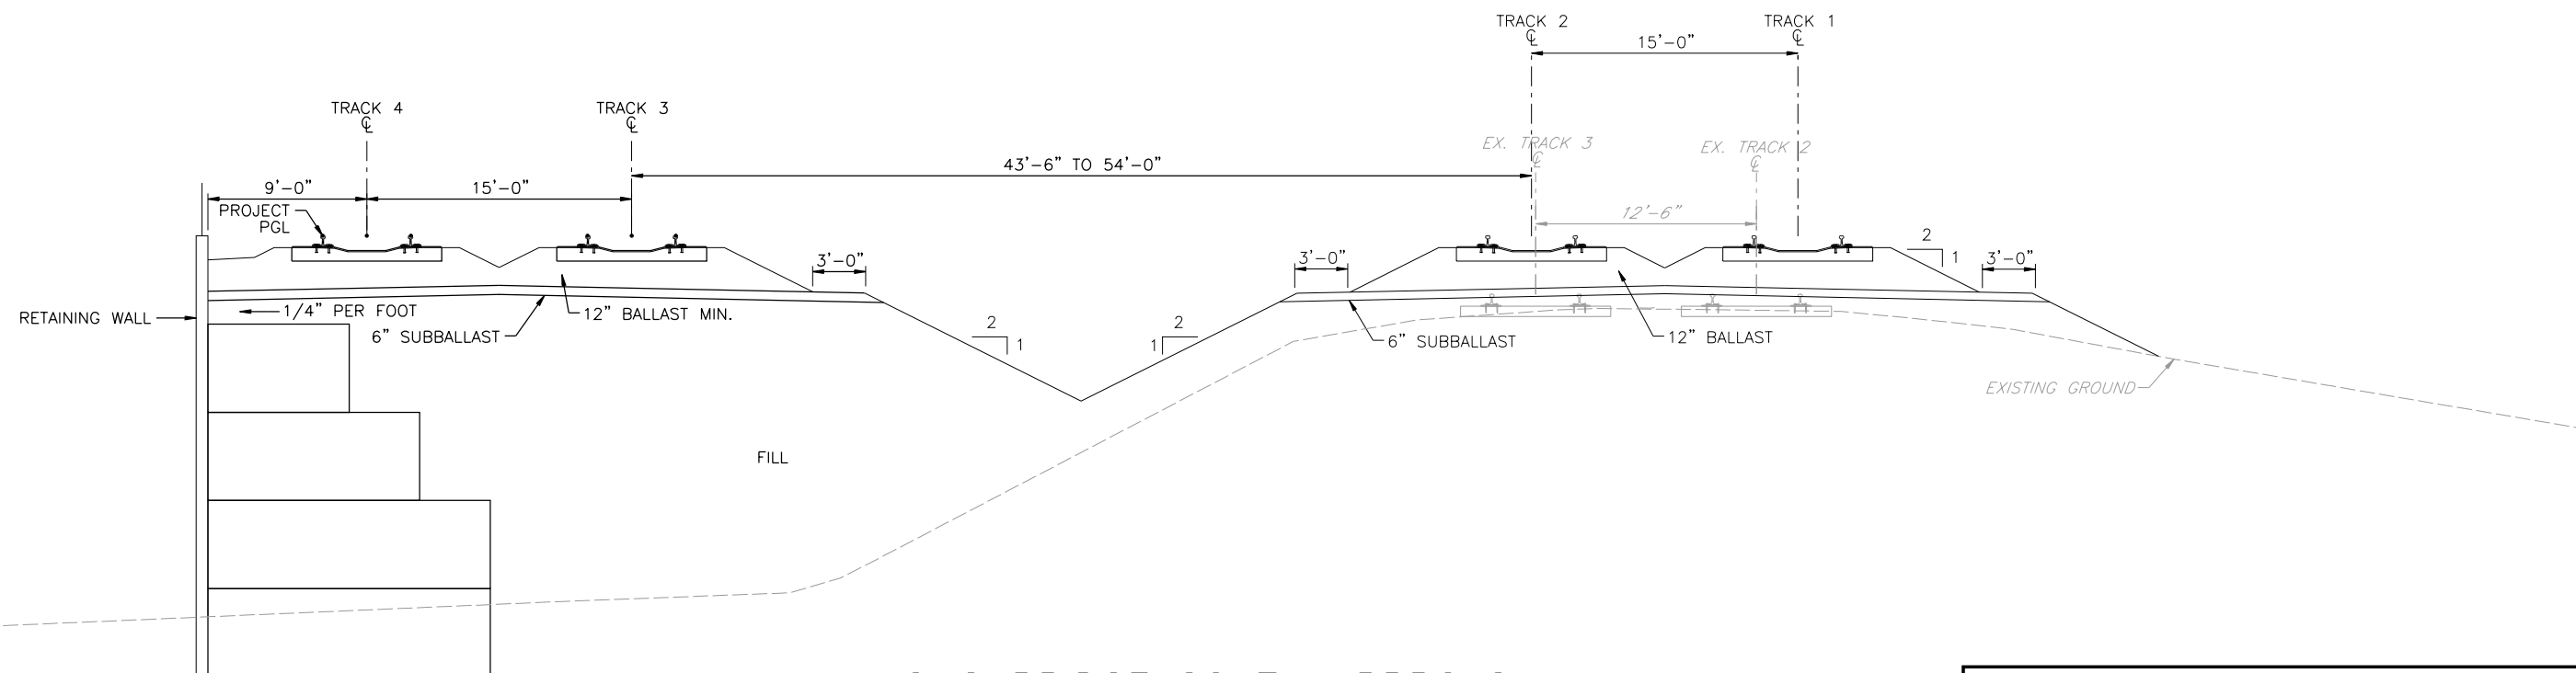 TRACK 2
℄
TRACK 1
℄
15'-0"
TRACK 4
℄
TRACK 3
℄
EX. TRACK 3
℄
EX. TRACK 2
℄
43'-6" TO 54'-0"
9'-0"
15'-0"
12'-6"
PROJECT
PGL
3'-0"
3'-0"
2
1
3'-0"
RETAINING WALL
1/4" PER FOOT
12" BALLAST MIN.
6" SUBBALLAST
2
1
2
1
6" SUBBALLAST
12" BALLAST
EXISTING GROUND
FILL